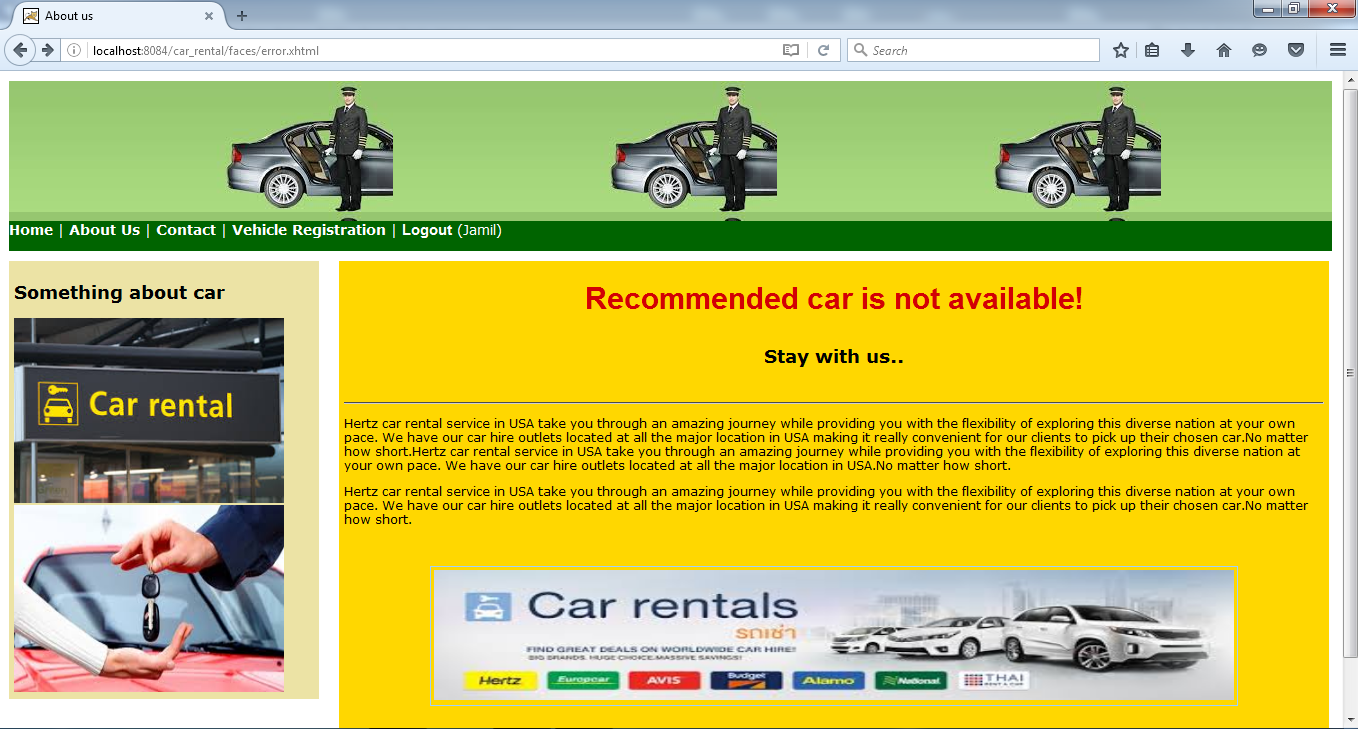 About us
localhost:8084/car_rental/faces/error.xhtml
Search
Home | About Us | Contact | Vehicle Registration | Logout (Jamil)
Something about car
Car rental
Recommended car is not available!
Stay with us..
Hertz car rental service in USA take you through an amazing journey while providing you with the flexibility of exploring this diverse nation at your own
pace. We have our car hire outlets located at all the major location in USA making it really convenient for our clients to pick up their chosen car.No matter
how short.Hertz car rental service in USA take you through an amazing journey while providing you with the flexibility of exploring this diverse nation at
your own pace. We have our car hire outlets located at all the major location in USA.No matter how short.
Hertz car rental service in USA take you through an amazing journey while providing you with the flexibility of exploring this diverse nation at your own
pace. We have our car hire outlets located at all the major location in USA making it really convenient for our clients to pick up their chosen car.No matter
how short.
Car rentals
รถเช่า
FIND GREAT DEALS ON WORLDWIDE CAR HIRE!
BIG BRANDS. HUGE CHOICE.MASSIVE SAVINGS!
Hertz Europcar AVIS Budget Alamo National THAI
RENT A CAR